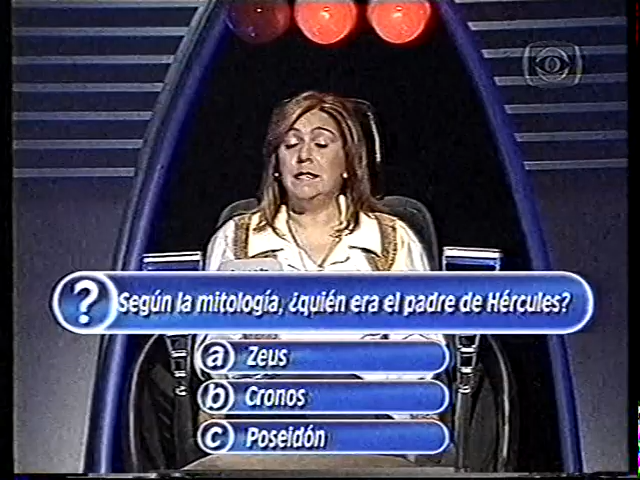 ? Según la mitología, ¿quién era el padre de Hércules?
a Zeus
b Cronos
c Poseidón